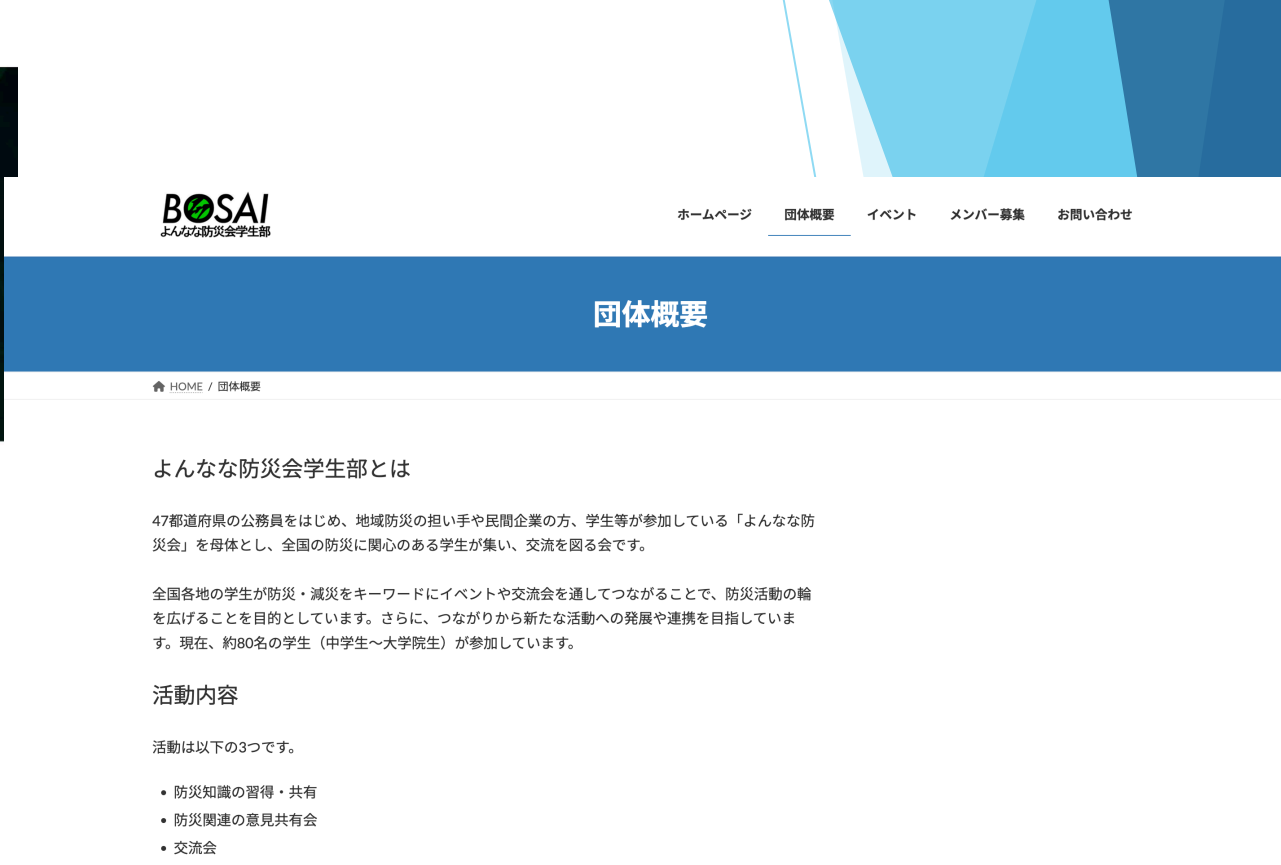 BOSAI
よんなな防災会学生部
ホームページ 団体概要 イベント メンバー募集 お問い合わせ
団体概要
HOME / 団体概要
よんなな防災会学生部とは
47都道府県の公務員をはじめ、地域防災の担い手や民間企業の方、学生等が参加している「よんなな防
災会」を母体とし、全国の防災に関心のある学生が集い、交流を図る会です。
全国各地の学生が防災・減災をキーワードにイベントや交流会を通してつながることで、防災活動の輪
を広げることを目的としています。さらに、つながりから新たな活動への発展や連携を目指していま
す。現在、約80名の学生（中学生〜大学院生）が参加しています。
活動内容
活動は以下の3つです。
• 防災知識の習得・共有
• 防災関連の意見共有会
• 交流会